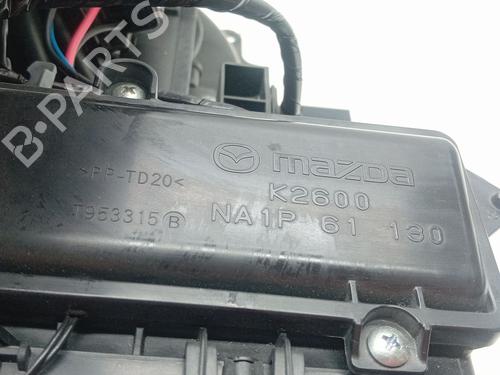 B-PARTS
mazda
>PP-TD20<
K2600
T953315 B
NA1P 61 130